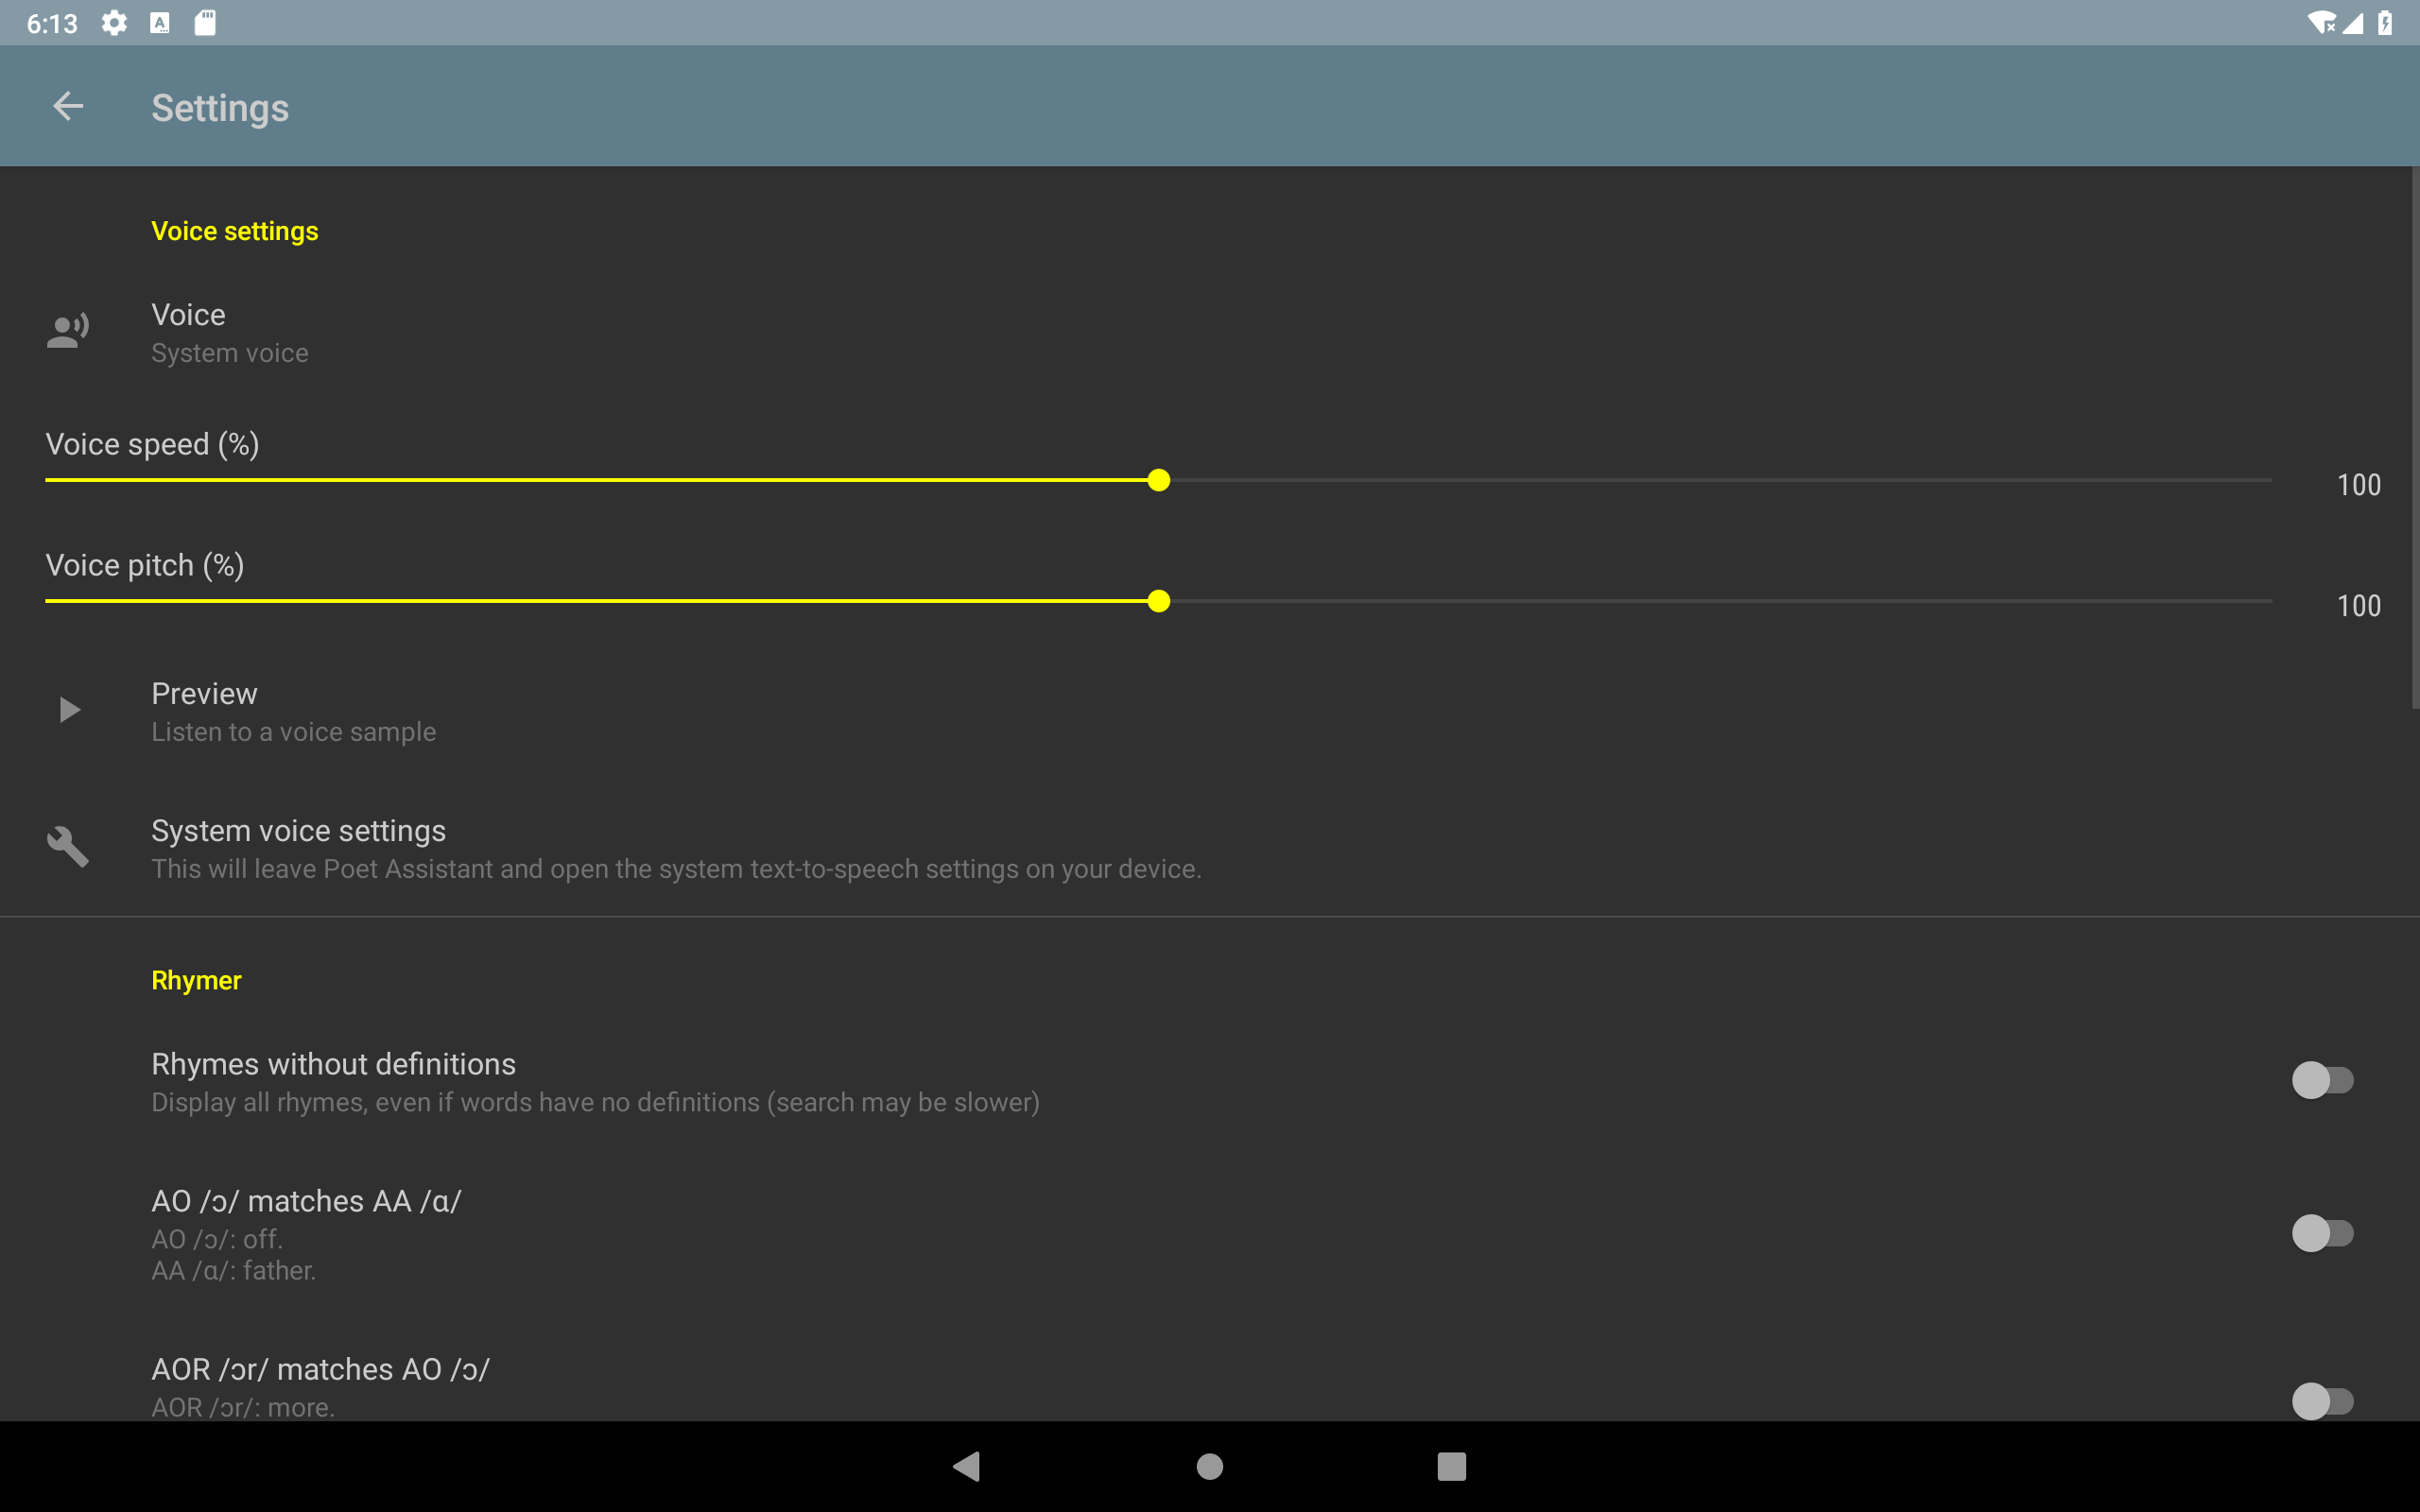 6:13
Settings
Voice settings
Voice
System voice
Voice speed (%)
100
Voice pitch (%)
100
Preview
Listen to a voice sample
System voice settings
This will leave Poet Assistant and open the system text-to-speech settings on your device.
Rhymer
Rhymes without definitions
Display all rhymes, even if words have no definitions (search may be slower)
AO /ɔ/ matches AA /ɑ/
AO /ɔ/: off.
AA /ɑ/: father.
AOR /ɔr/ matches AO /ɔ/
AOR /ɔr/: more.